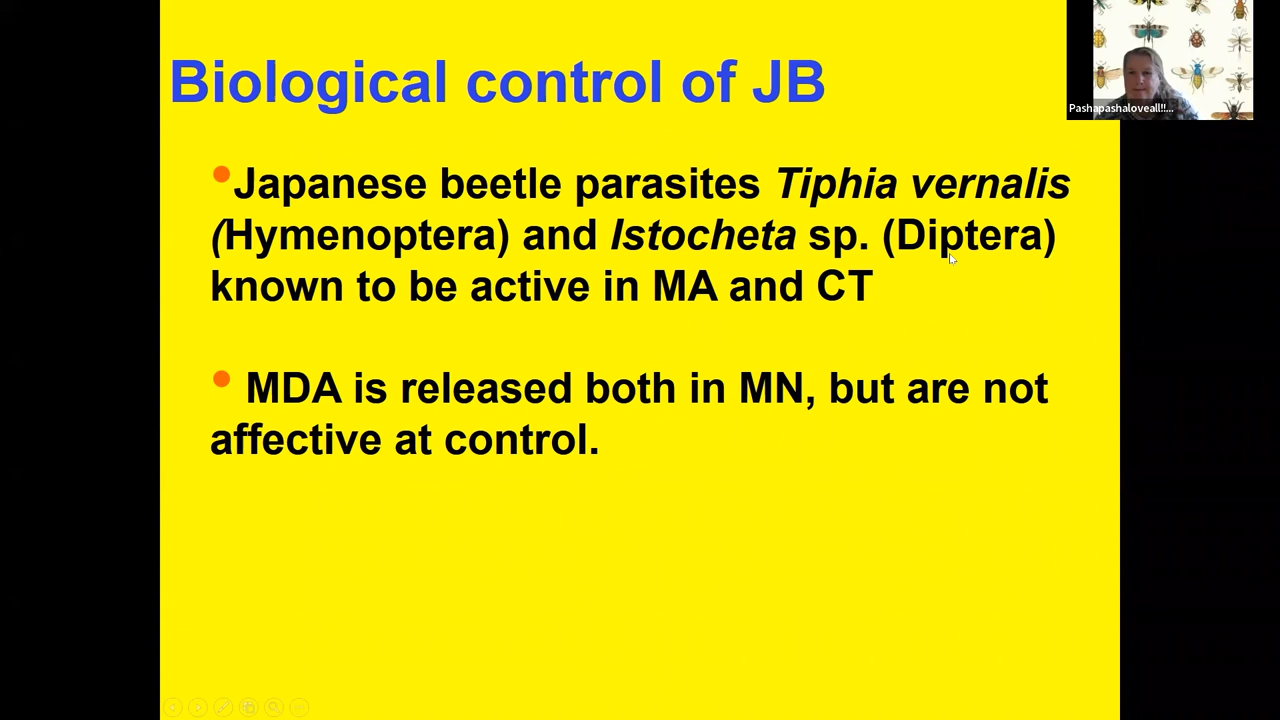 Biological control of JB
Pashapashaloveall!!...
•Japanese beetle parasites Tiphia vernalis
(Hymenoptera) and Istocheta sp. (Diptera)
known to be active in MA and CT
• MDA is released both in MN, but are not
affective at control.